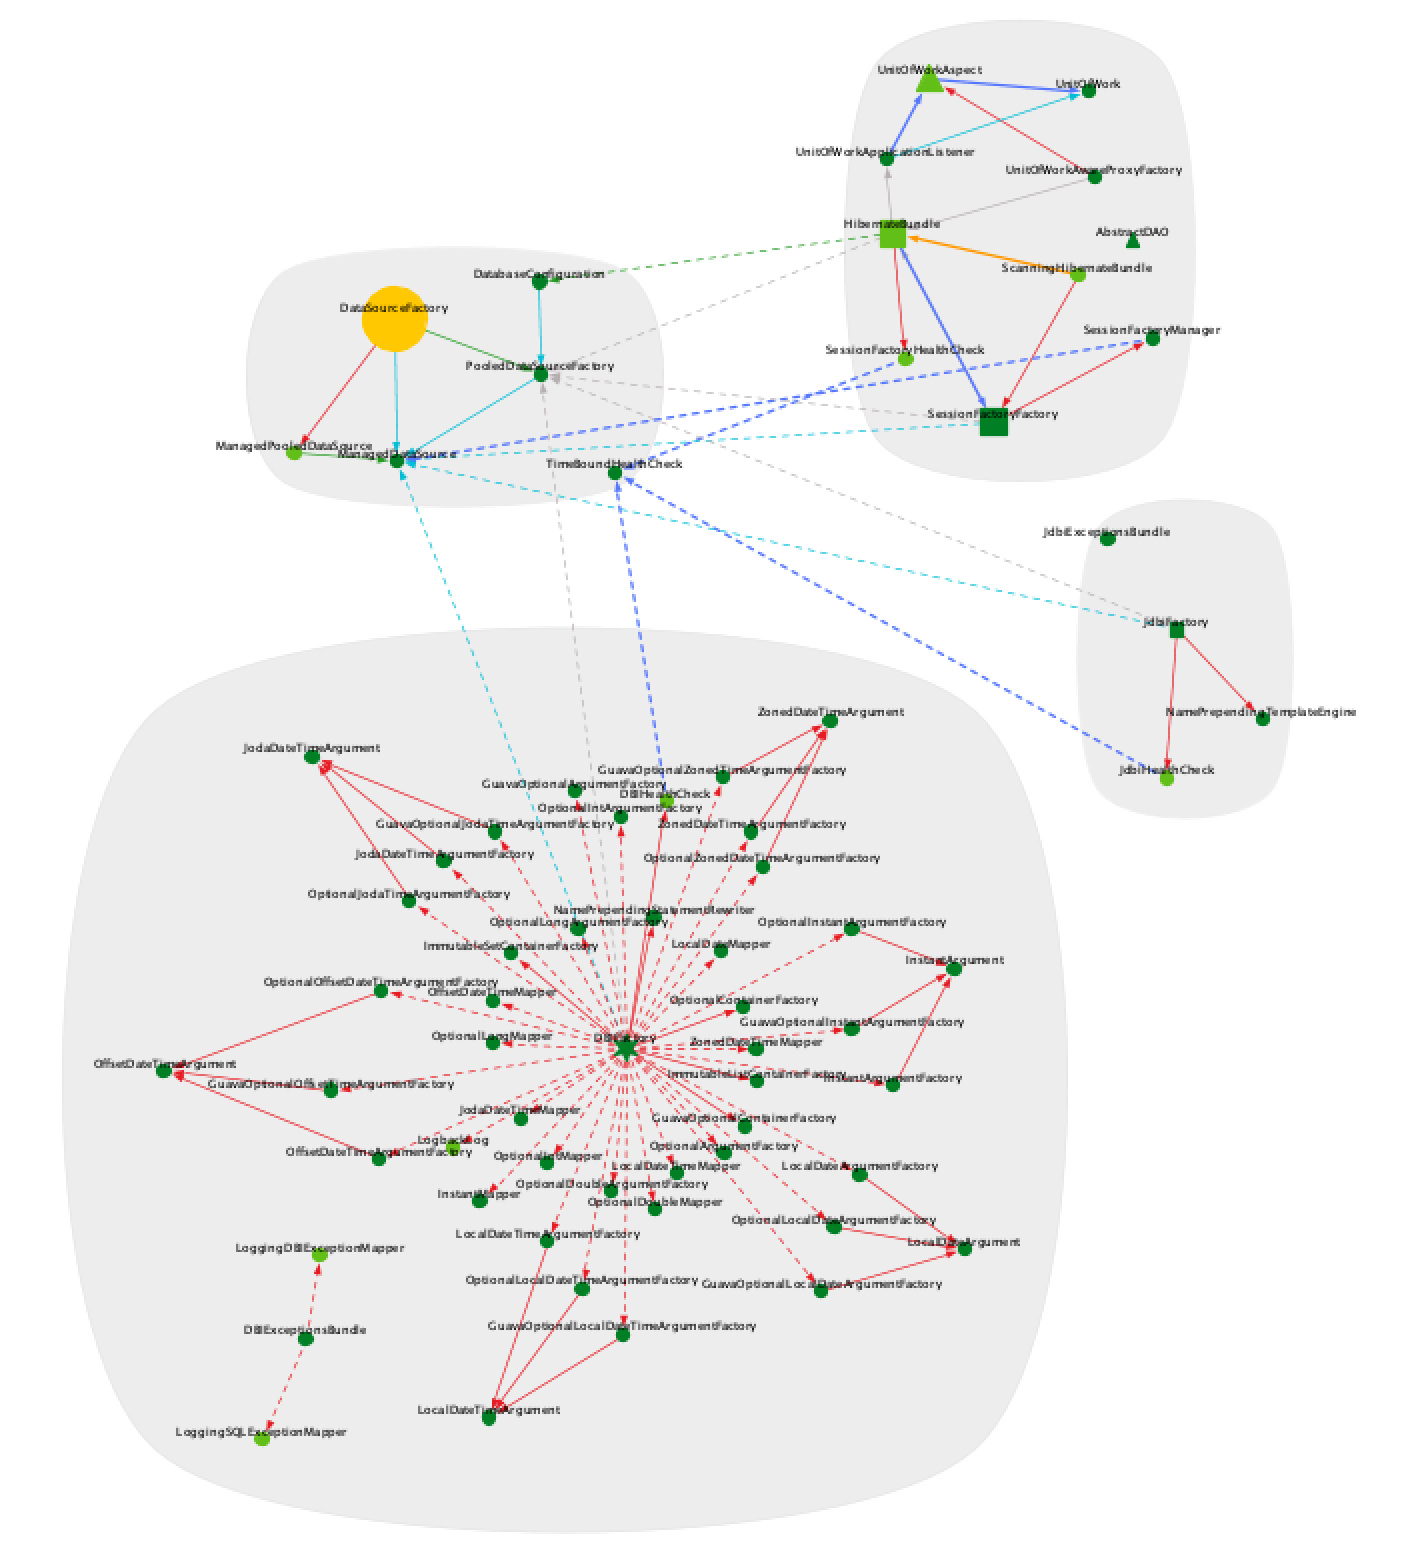 UnitOfWorkAspect
UnitOfWork
UnitOfWorkApplicationListener
UnitOfWorkAwareProxyFactory
HibernateBundle
AbstractDAO
ScanningHibernateBundle
DatabaseConfiguration
DataSourceFactory
SessionFactoryManager
SessionFactoryHealthCheck
PooledDataSourceFactory
SessionFactoryFactory
ManagedPooledDataSource
ManagedDataSource
TimeBoundHealthCheck
JdbiExceptionsBundle
JdbiFactory
NamePrependingTemplateEngine
ZonedDateTimeArgument
JodaDateTimeArgument
GuavaOptionalZonedTimeArgumentFactory
JdbiHealthCheck
GuavaOptionalArgumentFactory
DBIHealthCheck
OptionalIntArgumentFactory
GuavaOptionalJodaTimeArgumentFactory
ZonedDateTimeArgumentFactory
JodaDateTimeArgumentFactory
OptionalZonedDateTimeArgumentFactory
OptionalJodaTimeArgumentFactory
NamePrependingStatementRewriter
OptionalLongArgumentFactory
OptionalInstantArgumentFactory
ImmutableSetContainerFactory
LocalDateMapper
InstantArgument
OptionalOffsetDateTimeArgumentFactory
OffsetDateTimeMapper
OptionalContainerFactory
GuavaOptionalInstantArgumentFactory
OptionalLongMapper
DBIFactory
ZonedDateTimeMapper
OffsetDateTimeArgument
ImmutableListContainerFactory
InstantArgumentFactory
GuavaOptionalOffsetTimeArgumentFactory
JodaDateTimeMapper
GuavaOptionalContainerFactory
LogbackLog
OptionalArgumentFactory
OffsetDateTimeArgumentFactory
OptionalIntMapper
LocalDateTimeMapper
LocalDateArgumentFactory
OptionalDoubleArgumentFactory
InstantMapper
OptionalDoubleMapper
OptionalLocalDateArgumentFactory
LocalDateTimeArgumentFactory
LocalDateArgument
LoggingDBIExceptionMapper
OptionalLocalDateTimeArgumentFactory
GuavaOptionalLocalDateArgumentFactory
DBIExceptionsBundle
GuavaOptionalLocalDateTimeArgumentFactory
LocalDateTimeArgument
LoggingSQLExceptionMapper